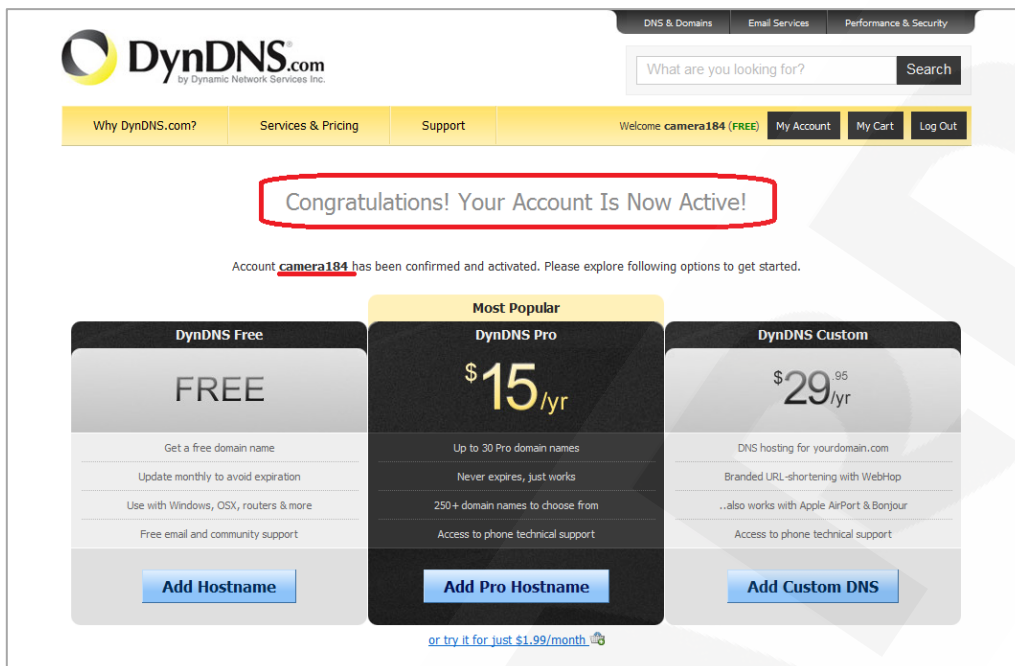 DNS & Domains Email Services Performance & Security
DynDNS.com
by Dynamic Network Services Inc.
What are you looking for? Search
Why DynDNS.com? Services & Pricing Support Welcome camera184 (FREE) My Account My Cart Log Out
Congratulations! Your Account Is Now Active!
Account camera184 has been confirmed and activated. Please explore following options to get started.
Most Popular
DynDNS Free DynDNS Pro DynDNS Custom
FREE $15/yr $29.95/yr
Get a free domain name Up to 30 Pro domain names DNS hosting for yourdomain.com
Update monthly to avoid expiration Never expires, just works Branded URL-shortening with WebHop
Use with Windows, OSX, routers & more 250+ domain names to choose from ..also works with Apple AirPort & Bonjour
Free email and community support Access to phone technical support Access to phone technical support
Add Hostname Add Pro Hostname Add Custom DNS
or try it for just $1.99/month